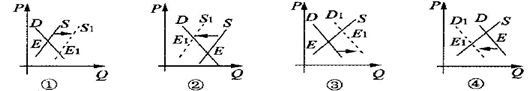 P D S S1 E E1 Q ①
P D S1 S E1 E Q ②
P D D1 S E1 E Q ③
P D1 D S E1 E Q ④